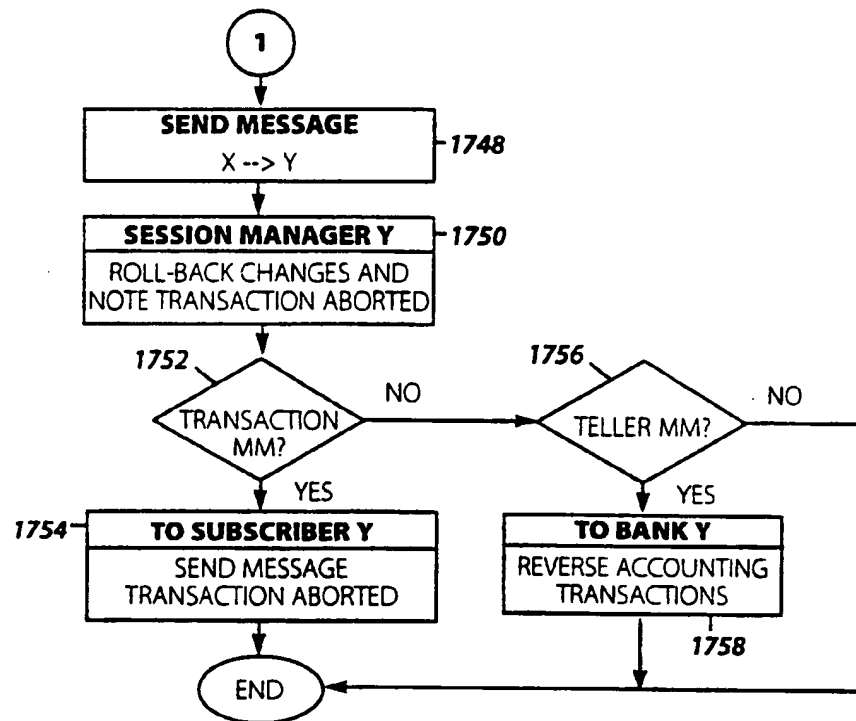 1
SEND MESSAGE
X --> Y
1748
SESSION MANAGER Y
1750
ROLL-BACK CHANGES AND
NOTE TRANSACTION ABORTED
1752
TRANSACTION
MM?
NO
YES
1756
TELLER MM?
NO
YES
1754
TO SUBSCRIBER Y
SEND MESSAGE
TRANSACTION ABORTED
TO BANK Y
REVERSE ACCOUNTING
TRANSACTIONS
1758
END